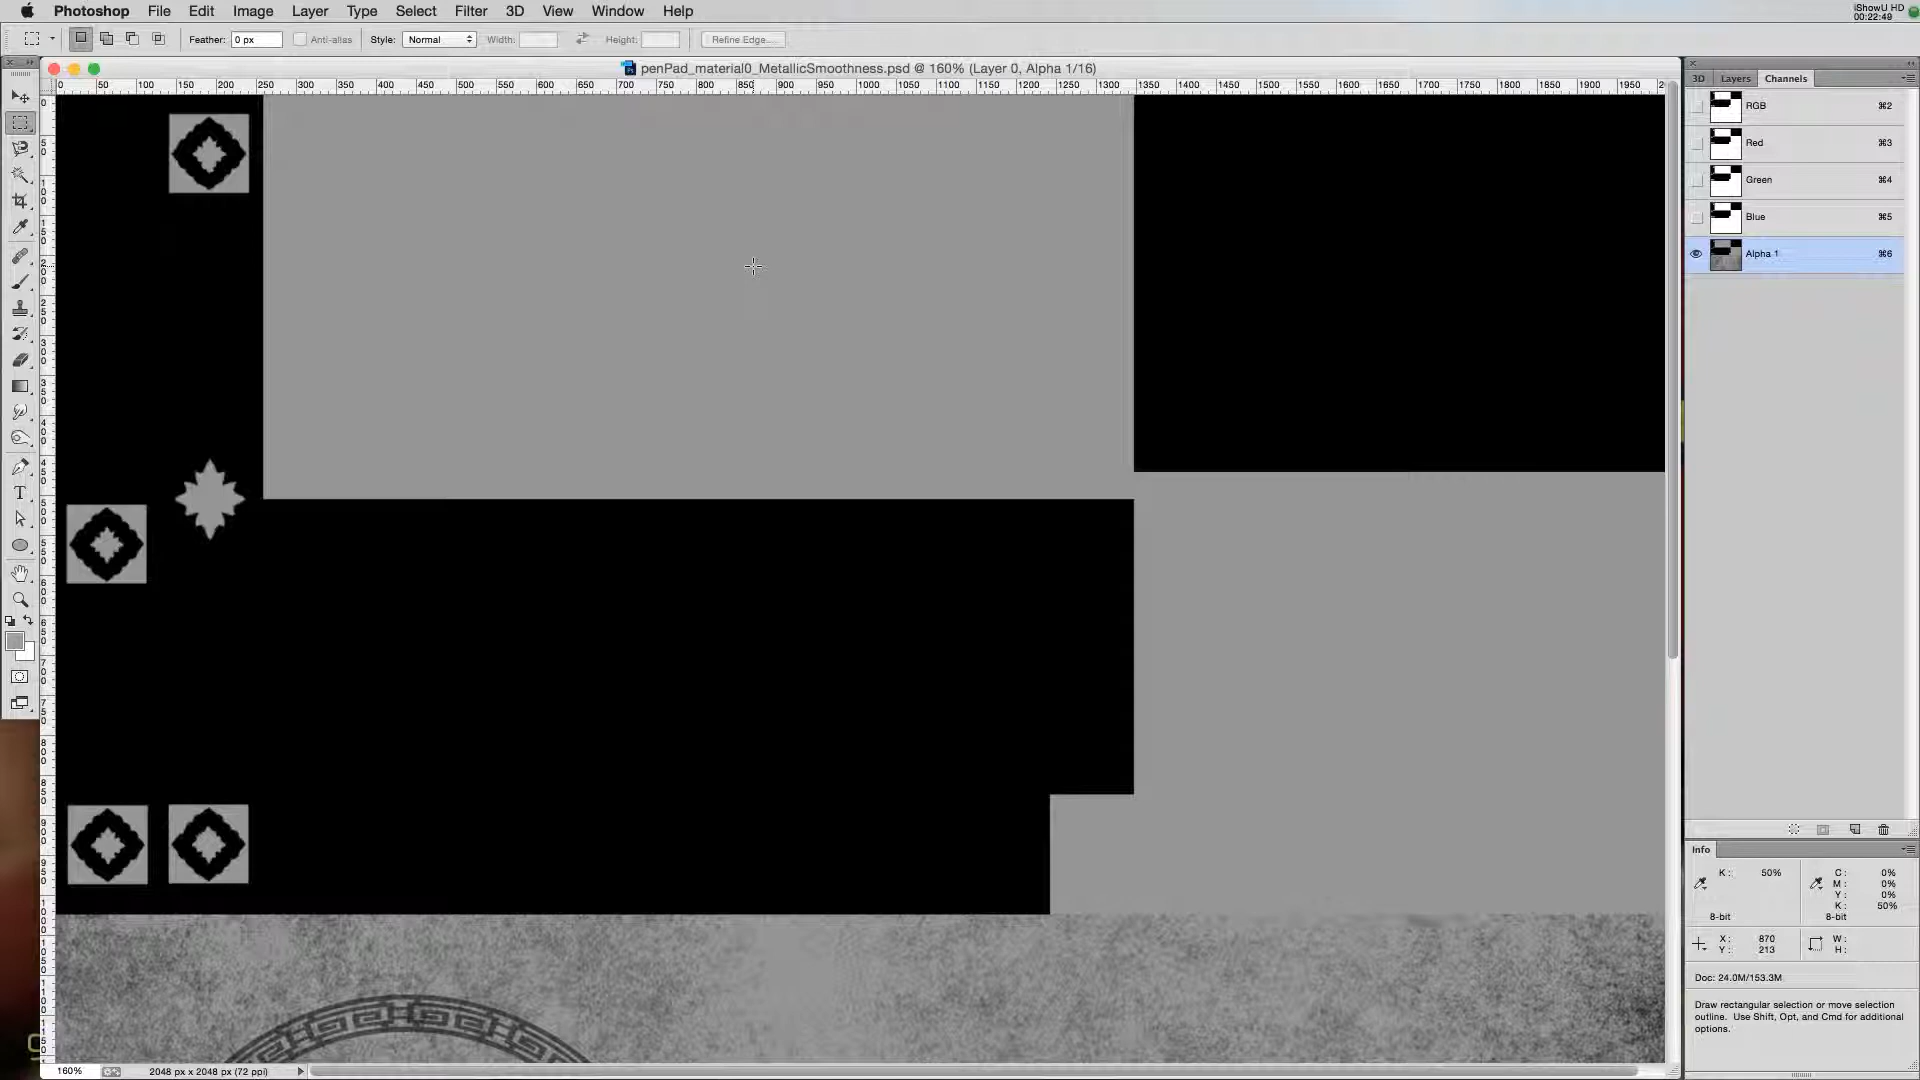 Photoshop File Edit Image Layer Type Select Filter 3D View Window Help
iShowU HD
00:22:49
Feather: 0 px Anti-alias Style: Normal Width: Height: Refine Edge...
penPad_material0_MetallicSmoothness.psd @ 160% (Layer 0, Alpha 1/16)
0 50 100 150 200 250 300 350 400 450 500 550 600 650 700 750 800 850 900 950 1000 1050 1100 1150 1200 1250 1300 1350 1400 1450 1500 1550 1600 1650 1700 1750 1800 1850 1900 1950
3D Layers Channels
RGB ⌘2
Red ⌘3
Green ⌘4
Blue ⌘5
Alpha 1 ⌘6
Info
K: 50% C: 0%
M: 0%
Y: 0%
K: 50%
8-bit 8-bit
X: 870 W:
Y: 213 H:
Doc: 24.0M/153.3M
Draw rectangular selection or move selection
outline. Use Shift, Opt, and Cmd for additional
options.
160% 2048 px x 2048 px (72 ppi)